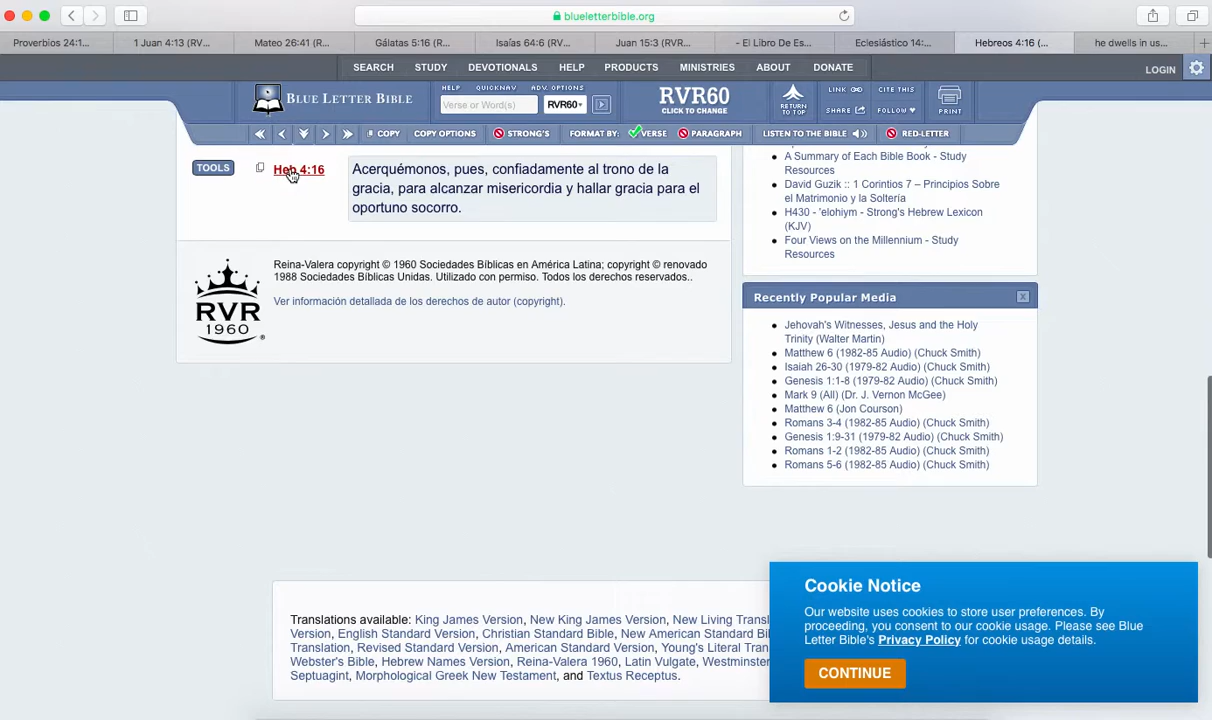 blueletterbible.org
Proverbios 24:1...
1 Juan 4:13 (RV...
Mateo 26:41 (R...
Gálatas 5:16 (R...
Isaías 64:6 (RV...
Juan 15:3 (RVR...
- El Libro De Es...
Eclesiástico 14:...
Hebreos 4:16 (...
he dwells in us...
SEARCH STUDY DEVOTIONALS HELP PRODUCTS MINISTRIES ABOUT DONATE
LOGIN
BLUE LETTER BIBLE
HELP QUICKNAV ADV. OPTIONS
Verse or Word(s) RVR60
RVR60
CLICK TO CHANGE
RETURN
TO TOP
LINK CITE THIS
SHARE FOLLOW
PRINT
COPY COPY OPTIONS STRONG'S FORMAT BY: VERSE PARAGRAPH LISTEN TO THE BIBLE RED-LETTER
TOOLS
Heb 4:16
Acerquémonos, pues, confiadamente al trono de la
gracia, para alcanzar misericordia y hallar gracia para el
oportuno socorro.
RVR
1960
Reina-Valera copyright © 1960 Sociedades Bíblicas en América Latina; copyright © renovado
1988 Sociedades Bíblicas Unidas. Utilizado con permiso. Todos los derechos reservados..
Ver información detallada de los derechos de autor (copyright).
A Summary of Each Bible Book - Study
Resources
David Guzik :: 1 Corintios 7 – Principios Sobre
el Matrimonio y la Soltería
H430 - 'elohiym - Strong's Hebrew Lexicon
(KJV)
Four Views on the Millennium - Study
Resources
Recently Popular Media
Jehovah's Witnesses, Jesus and the Holy
Trinity (Walter Martin)
Matthew 6 (1982-85 Audio) (Chuck Smith)
Isaiah 26-30 (1979-82 Audio) (Chuck Smith)
Genesis 1:1-8 (1979-82 Audio) (Chuck Smith)
Mark 9 (All) (Dr. J. Vernon McGee)
Matthew 6 (Jon Courson)
Romans 3-4 (1982-85 Audio) (Chuck Smith)
Genesis 1:9-31 (1979-82 Audio) (Chuck Smith)
Romans 1-2 (1982-85 Audio) (Chuck Smith)
Romans 5-6 (1982-85 Audio) (Chuck Smith)
Translations available: King James Version, New King James Version, New Living Transl
Version, English Standard Version, Christian Standard Bible, New American Standard Bi
Translation, Revised Standard Version, American Standard Version, Young's Literal Tran
Webster's Bible, Hebrew Names Version, Reina-Valera 1960, Latin Vulgate, Westminster
Septuagint, Morphological Greek New Testament, and Textus Receptus.
Cookie Notice
Our website uses cookies to store user preferences. By
proceeding, you consent to our cookie usage. Please see Blue
Letter Bible's Privacy Policy for cookie usage details.
CONTINUE